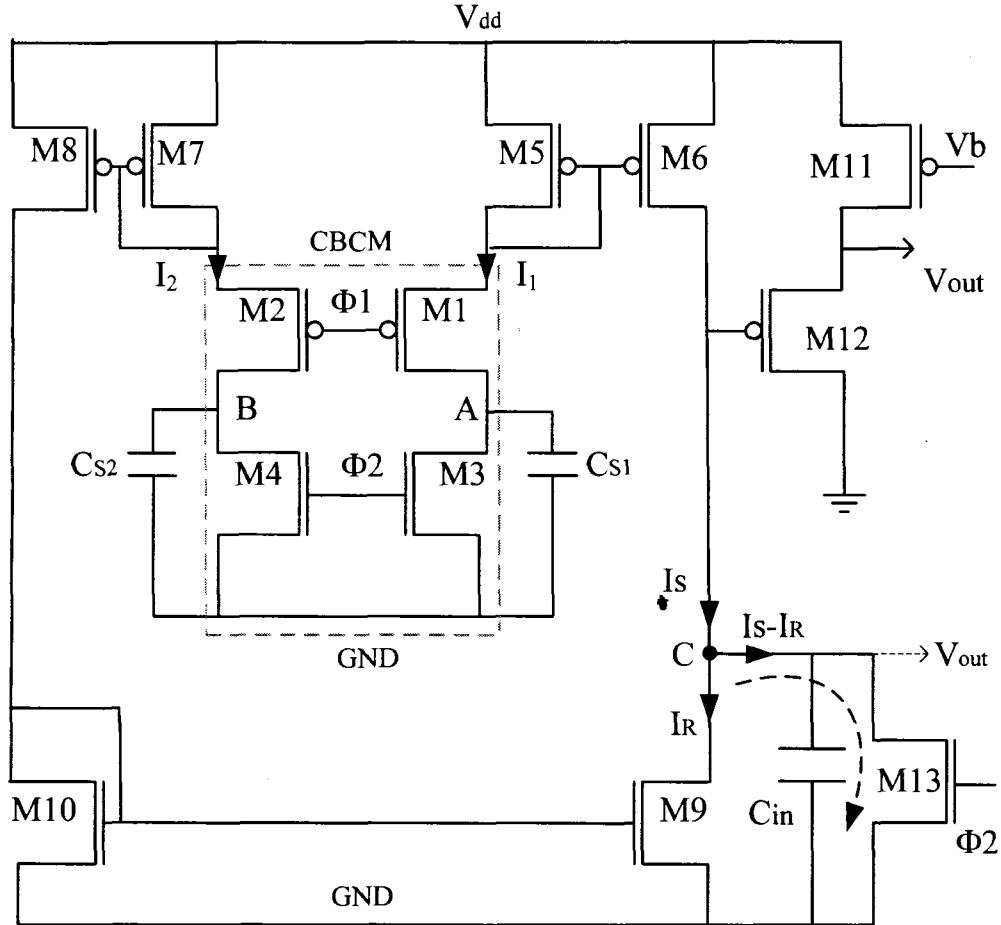 Vdd
M8
M7
M5
M6
M11
Vb
CBCM
I2
I1
Vout
M2
Φ1
M1
M12
B
A
CS2
M4
Φ2
M3
CS1
GND
IS
C
IS-IR
Vout
IR
M10
M9
Cin
M13
Φ2
GND